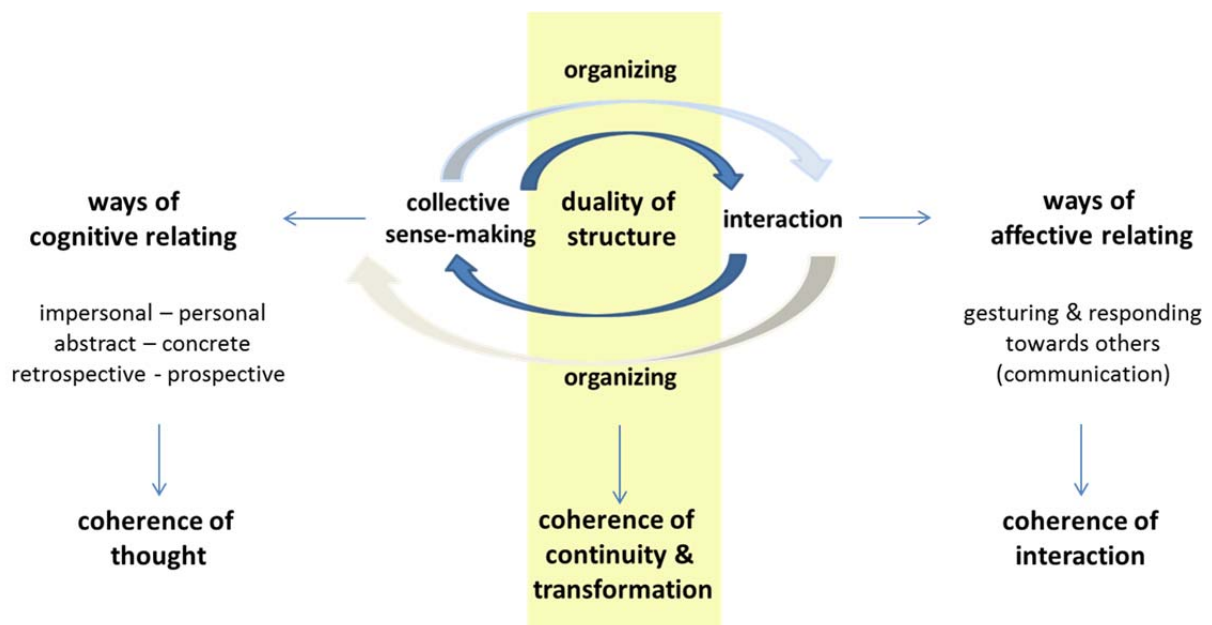 organizing
ways of
cognitive relating
collective
sense-making
duality of
structure
interaction
ways of
affective relating
impersonal – personal
abstract – concrete
retrospective - prospective
gesturing & responding
towards others
(communication)
organizing
coherence of
thought
coherence of
continuity &
transformation
coherence of
interaction